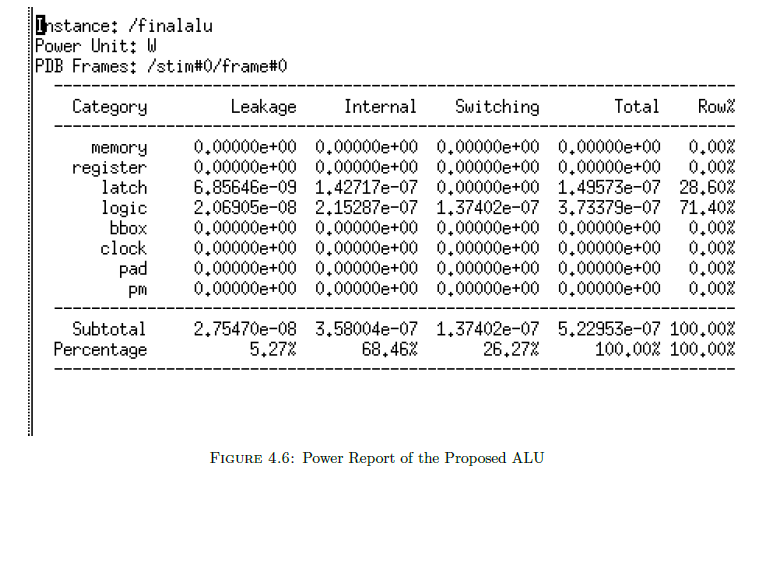 Instance: /finalalu
Power Unit: W
PDB Frames: /stim#0/frame#0
Category Leakage Internal Switching Total Row%
memory 0.00000e+00 0.00000e+00 0.00000e+00 0.00000e+00 0.00%
register 0.00000e+00 0.00000e+00 0.00000e+00 0.00000e+00 0.00%
latch 6.85646e-09 1.42717e-07 0.00000e+00 1.49573e-07 28.60%
logic 2.06905e-08 2.15287e-07 1.37402e-07 3.73379e-07 71.40%
bbox 0.00000e+00 0.00000e+00 0.00000e+00 0.00000e+00 0.00%
clock 0.00000e+00 0.00000e+00 0.00000e+00 0.00000e+00 0.00%
pad 0.00000e+00 0.00000e+00 0.00000e+00 0.00000e+00 0.00%
pm 0.00000e+00 0.00000e+00 0.00000e+00 0.00000e+00 0.00%
Subtotal 2.75470e-08 3.58004e-07 1.37402e-07 5.22953e-07 100.00%
Percentage 5.27% 68.46% 26.27% 100.00% 100.00%
FIGURE 4.6: Power Report of the Proposed ALU